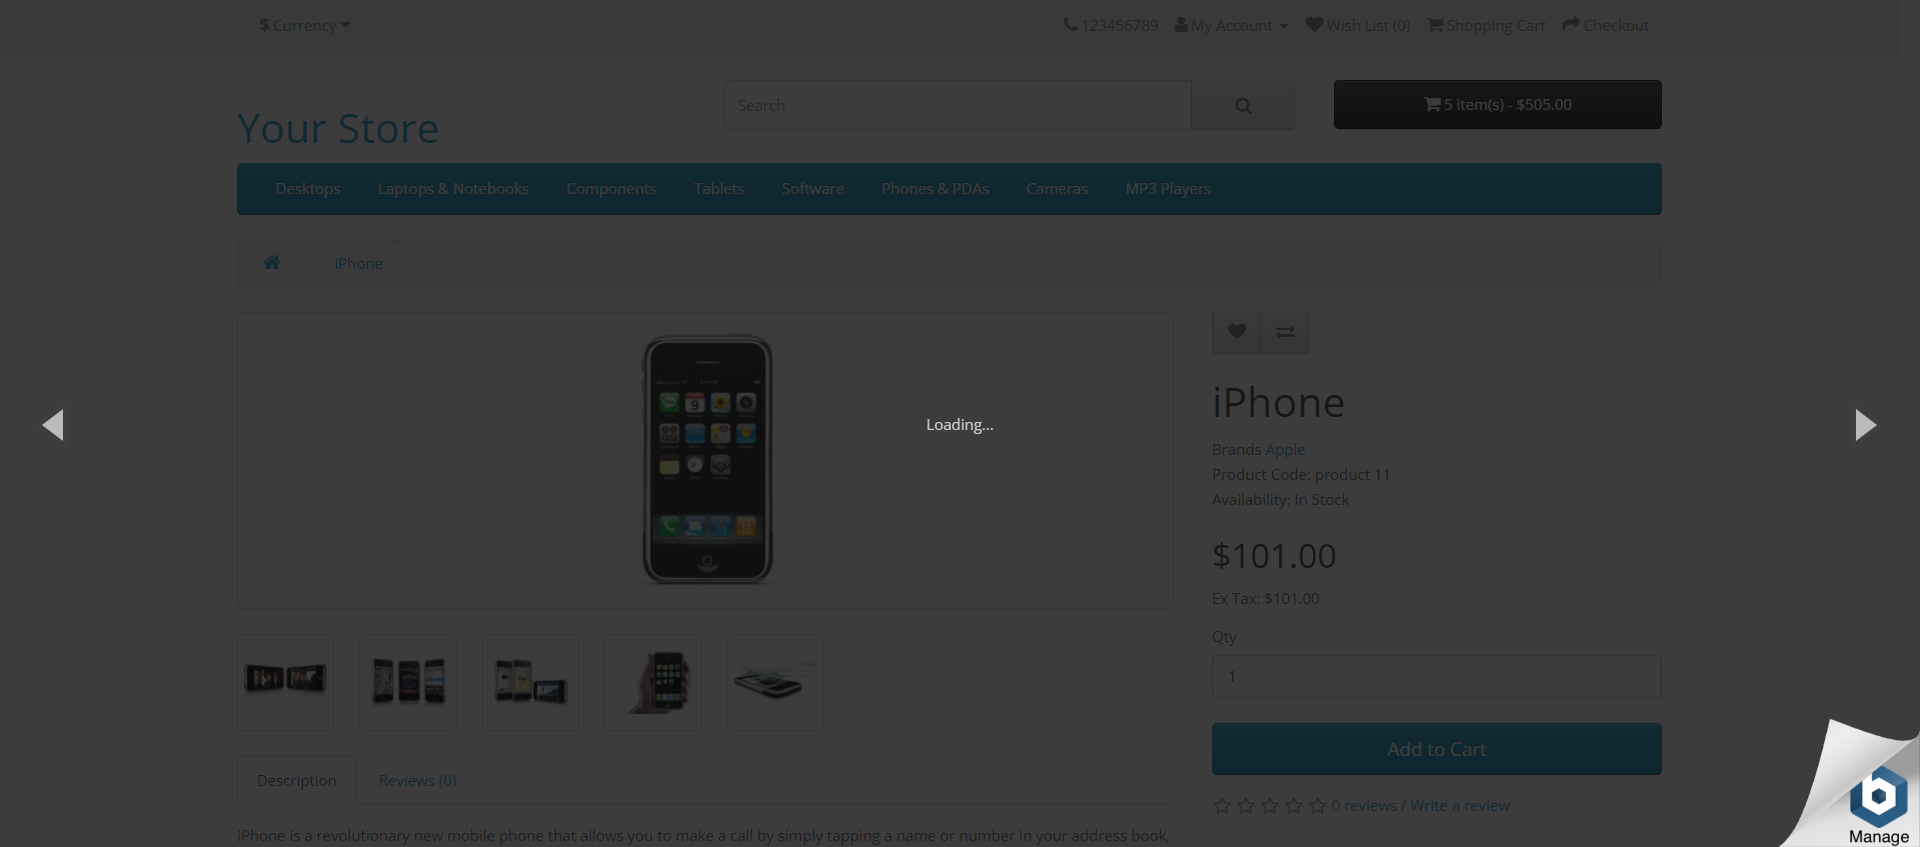 $ Currency
123456789 My Account Wish List (0) Shopping Cart Checkout
Your Store
Search
5 item(s) - $505.00
Desktops Laptops & Notebooks Components Tablets Software Phones & PDAs Cameras MP3 Players
iPhone
9
Loading...
iPhone
Brands Apple
Product Code: product 11
Availability: In Stock
$101.00
Ex Tax: $101.00
Qty
1
Add to Cart
0 reviews / Write a review
Description Reviews (0)
iPhone is a revolutionary new mobile phone that allows you to make a call by simply tapping a name or number in your address book,
Manage